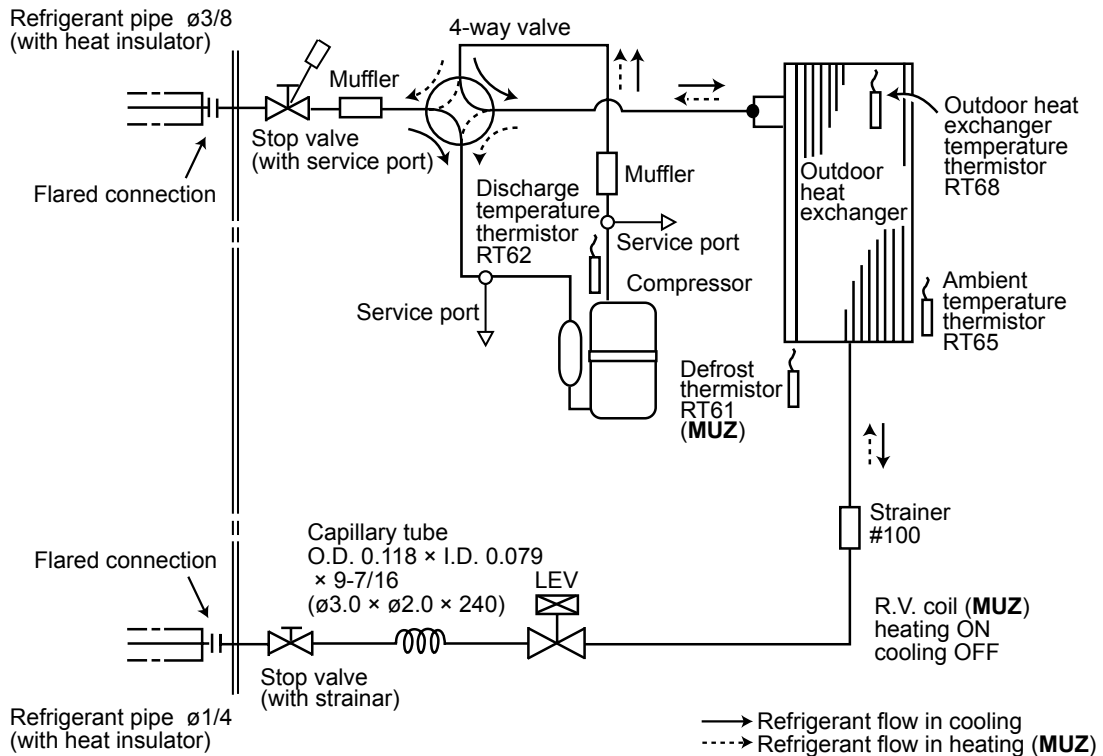 Refrigerant pipe ø3/8
(with heat insulator)
4-way valve
Muffler
Stop valve
(with service port)
Flared connection
Outdoor heat
exchanger
temperature
thermistor
RT68
Outdoor
heat
exchanger
Muffler
Discharge
temperature
thermistor
RT62
Service port
Compressor
Service port
Ambient
temperature
thermistor
RT65
Defrost
thermistor
RT61
(MUZ)
Strainer
#100
Capillary tube
O.D. 0.118 × I.D. 0.079
× 9-7/16
(ø3.0 × ø2.0 × 240)
LEV
Flared connection
R.V. coil (MUZ)
heating ON
cooling OFF
Stop valve
(with strainar)
Refrigerant pipe ø1/4
(with heat insulator)
Refrigerant flow in cooling
Refrigerant flow in heating (MUZ)